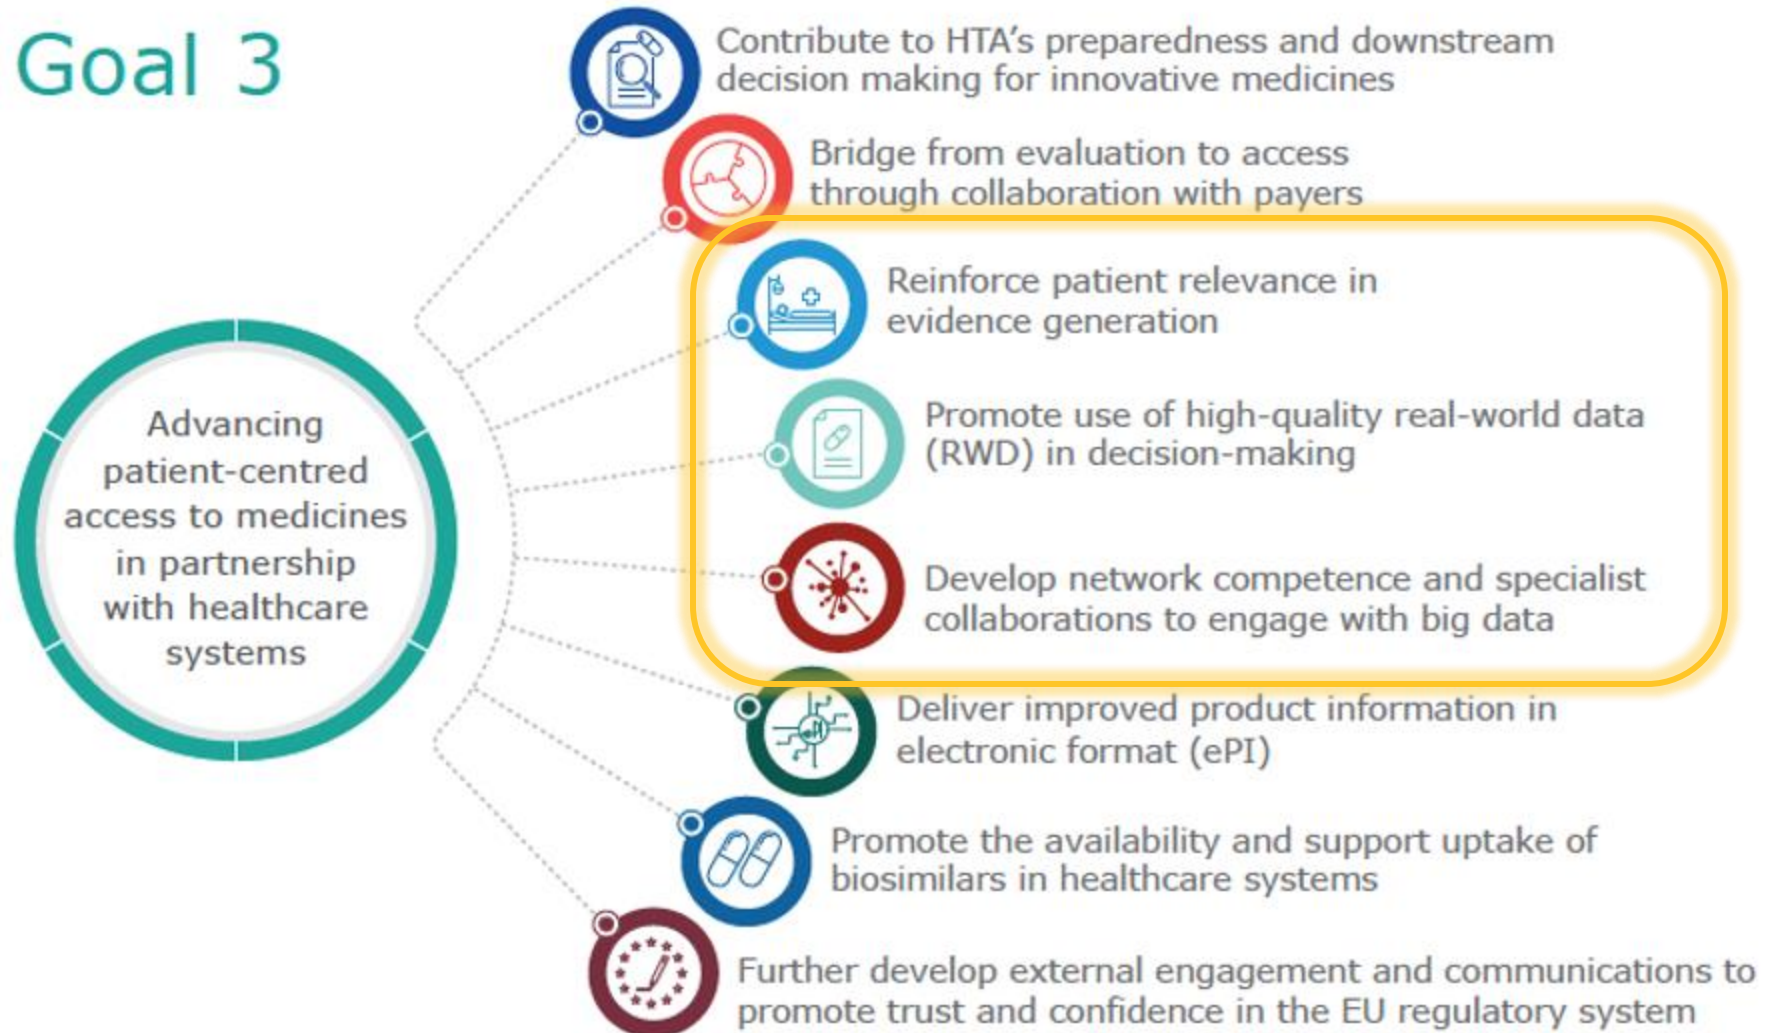 Goal 3
Contribute to HTA's preparedness and downstream
decision making for innovative medicines
Bridge from evaluation to access
through collaboration with payers
Reinforce patient relevance in
evidence generation
Advancing
patient-centred
access to medicines
in partnership
with healthcare
systems
Promote use of high-quality real-world data
(RWD) in decision-making
Develop network competence and specialist
collaborations to engage with big data
ePI
Deliver improved product information in
electronic format (ePI)
Promote the availability and support uptake of
biosimilars in healthcare systems
Further develop external engagement and communications to
promote trust and confidence in the EU regulatory system